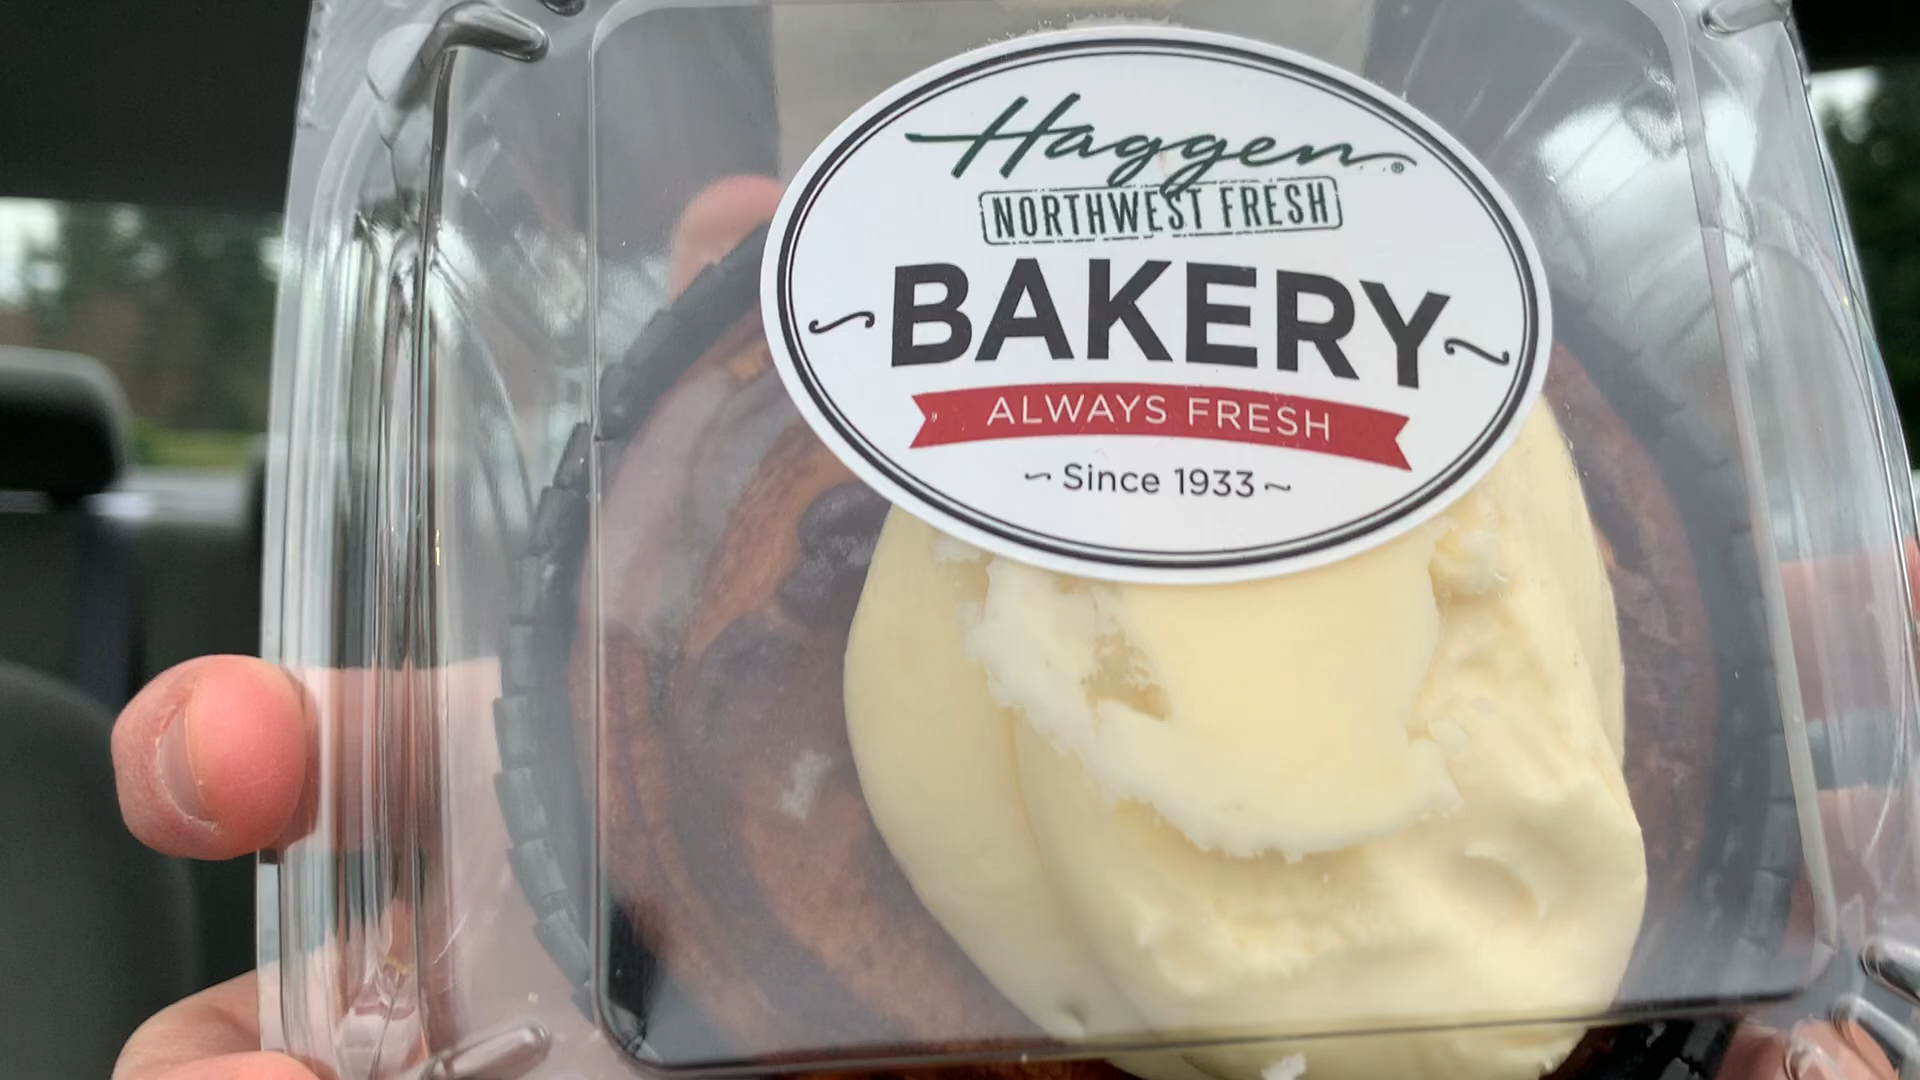 Haggen®
NORTHWEST FRESH
BAKERY
ALWAYS FRESH
~ Since 1933 ~